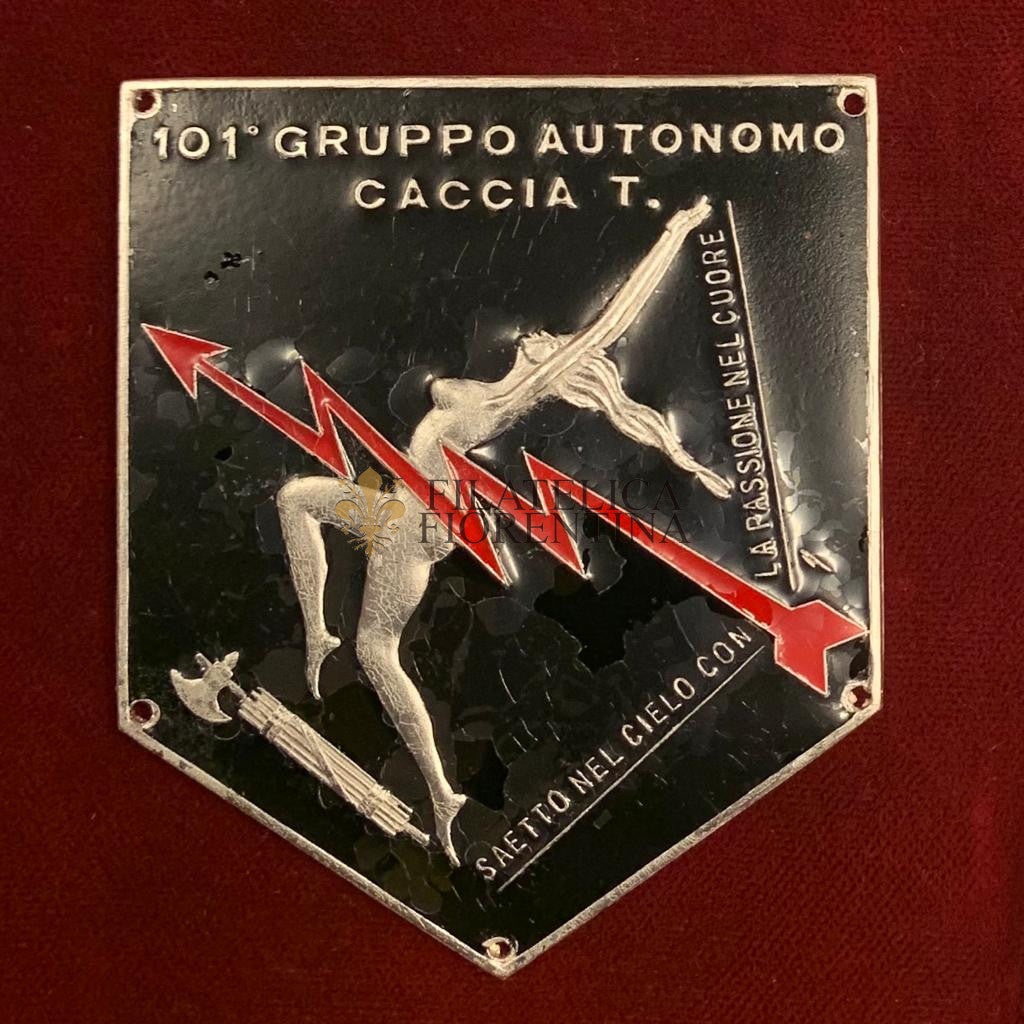 101° GRUPPO AUTONOMO
CACCIA T.
SAETTO NEL CIELO CON
LA PASSIONE NEL CUORE
FILATELICA
FIORENTINA